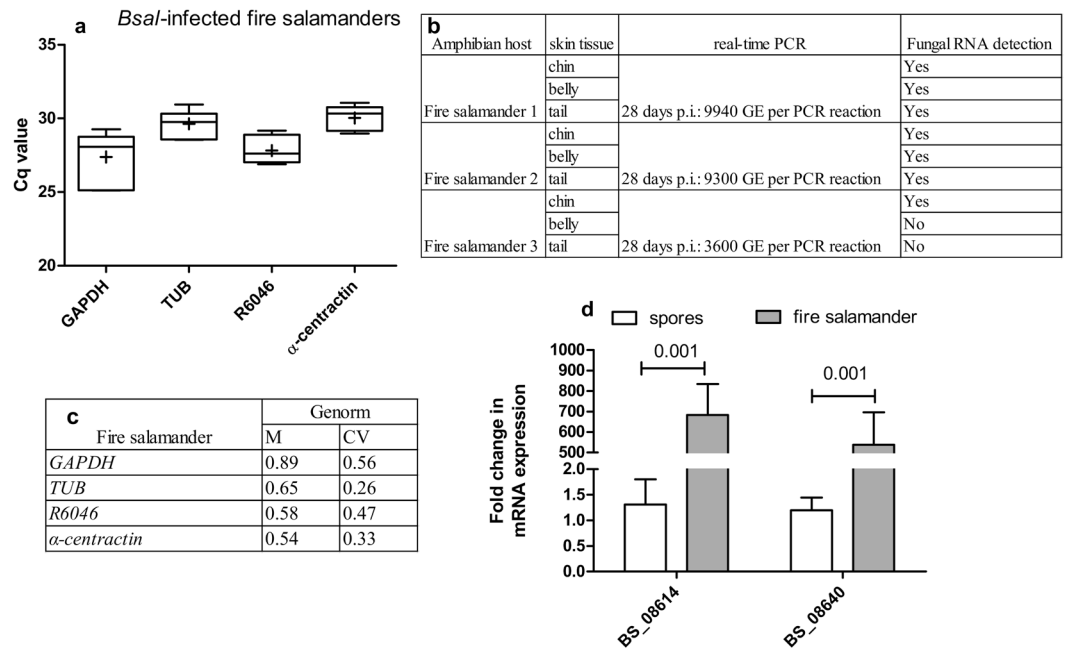 a
BsaI-infected fire salamanders
35
30
25
20
Cq value
GAPDH
TUB
R6046
α-centractin
b
Amphibian host skin tissue real-time PCR Fungal RNA detection
chin Yes
belly Yes
Fire salamander 1 tail 28 days p.i.: 9940 GE per PCR reaction Yes
chin Yes
belly Yes
Fire salamander 2 tail 28 days p.i.: 9300 GE per PCR reaction Yes
chin Yes
belly No
Fire salamander 3 tail 28 days p.i.: 3600 GE per PCR reaction No
c
Genorm
Fire salamander M CV
GAPDH 0.89 0.56
TUB 0.65 0.26
R6046 0.58 0.47
α-centractin 0.54 0.33
d
spores fire salamander
1000
900
800
700
600
500
2.0
1.5
1.0
0.5
0.0
Fold change in
mRNA expression
0.001
0.001
BS_08614
BS_08640